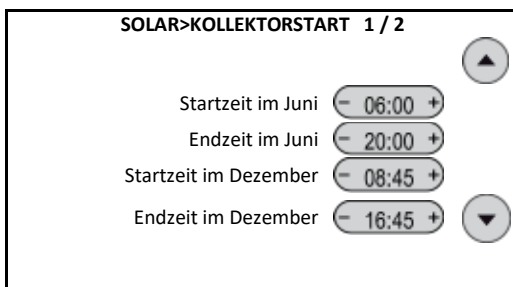 SOLAR>KOLLEKTORSTART 1 / 2
Startzeit im Juni - 06:00 +
Endzeit im Juni - 20:00 +
Startzeit im Dezember - 08:45 +
Endzeit im Dezember - 16:45 +